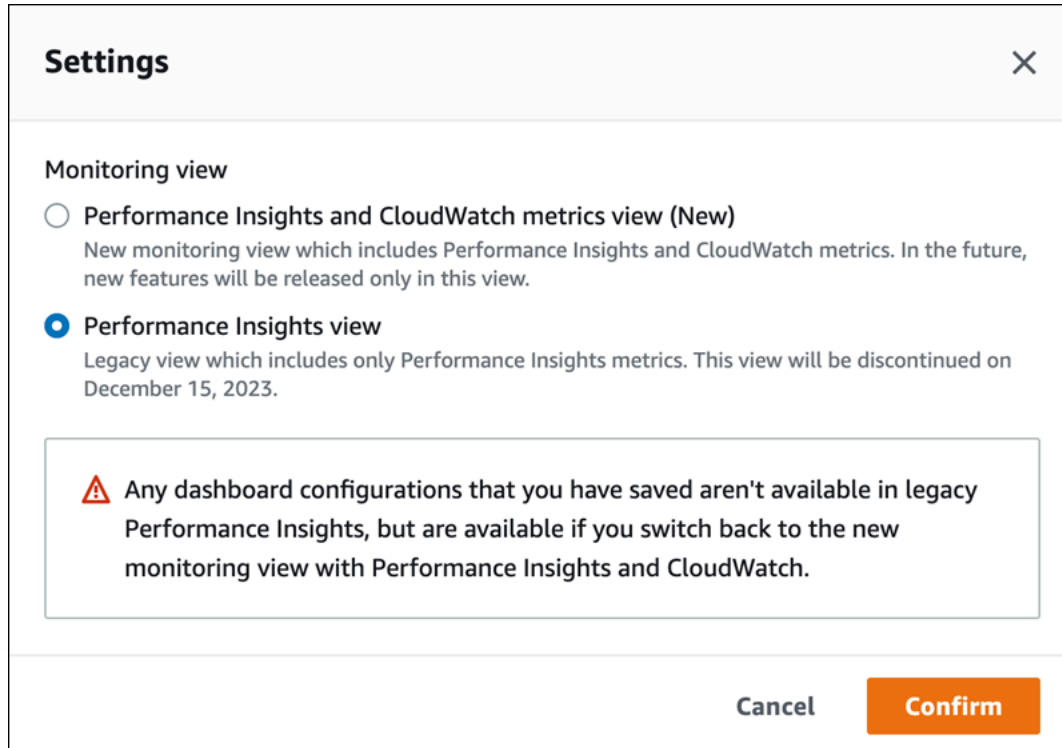 Settings
Monitoring view
Performance Insights and CloudWatch metrics view (New)
New monitoring view which includes Performance Insights and CloudWatch metrics. In the future,
new features will be released only in this view.
Performance Insights view
Legacy view which includes only Performance Insights metrics. This view will be discontinued on
December 15, 2023.
Any dashboard configurations that you have saved aren't available in legacy
Performance Insights, but are available if you switch back to the new
monitoring view with Performance Insights and CloudWatch.
Cancel
Confirm